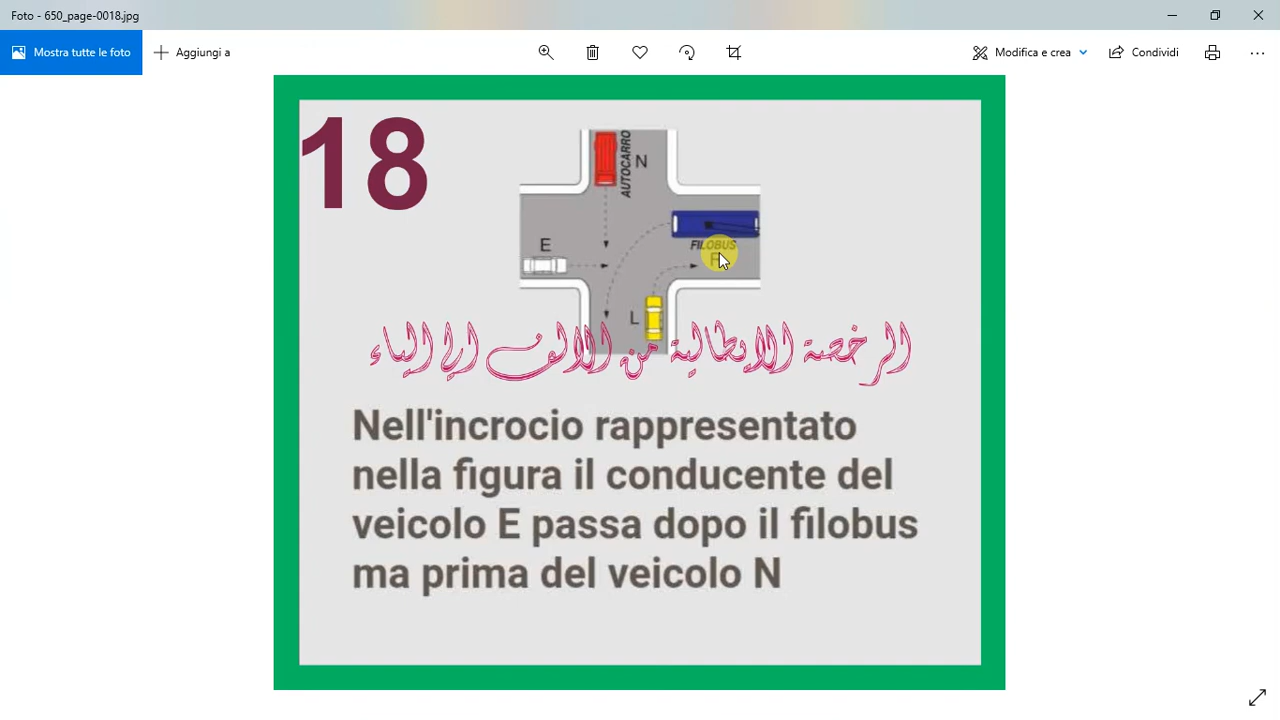 Foto - 650_page-0018.jpg
Mostra tutte le foto
Aggiungi a
Modifica e crea
Condividi
18
AUTOCARRO
N
E
FILOBUS
R
L
الرخصة الايطالية من الالف الى الياء
Nell'incrocio rappresentato
nella figura il conducente del
veicolo E passa dopo il filobus
ma prima del veicolo N